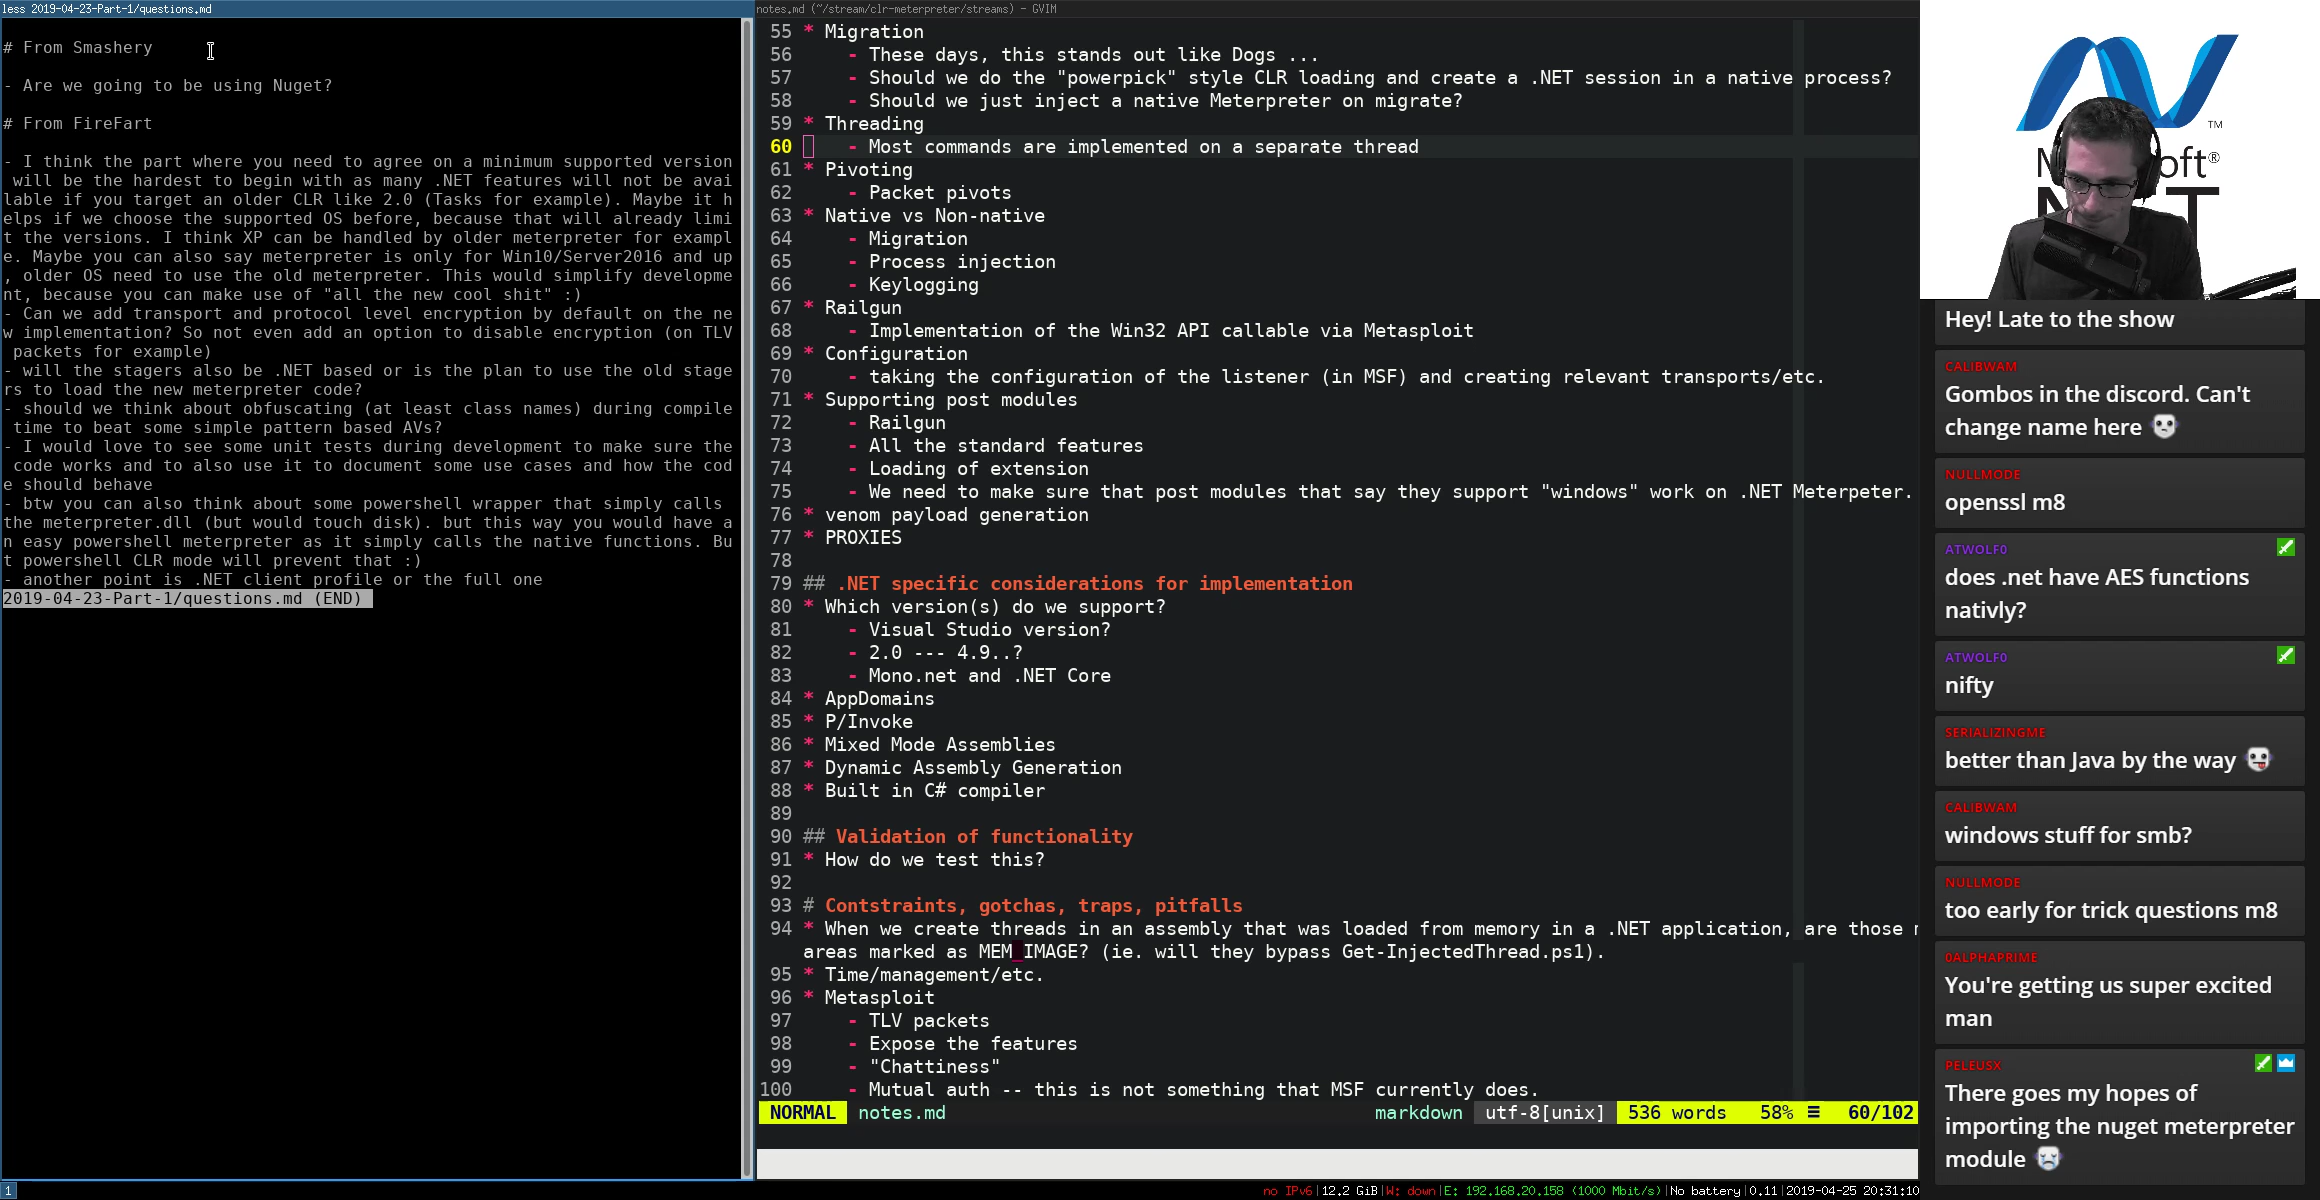 less 2019-04-23-Part-1/questions.md
# From Smashery
- Are we going to be using Nuget?
# From FireFart
- I think the part where you need to agree on a minimum supported version
will be the hardest to begin with as many .NET features will not be avai
lable if you target an older CLR like 2.0 (Tasks for example). Maybe it h
elps if we choose the supported OS before, because that will already limi
t the versions. I think XP can be handled by older meterpreter for exampl
e. Maybe you can also say meterpreter is only for Win10/Server2016 and up
, older OS need to use the old meterpreter. This would simplify developme
nt, because you can make use of "all the new cool shit" :)
- Can we add transport and protocol level encryption by default on the ne
w implementation? So not even add an option to disable encryption (on TLV
packets for example)
- will the stagers also be .NET based or is the plan to use the old stage
rs to load the new meterpreter code?
- should we think about obfuscating (at least class names) during compile
time to beat some simple pattern based AVs?
- I would love to see some unit tests during development to make sure the
code works and to also use it to document some use cases and how the cod
e should behave
- btw you can also think about some powershell wrapper that simply calls
the meterpreter.dll (but would touch disk). but this way you would have a
n easy powershell meterpreter as it simply calls the native functions. Bu
t powershell CLR mode will prevent that :)
- another point is .NET client profile or the full one
2019-04-23-Part-1/questions.md (END)
notes.md (~/stream/clr-meterpreter/streams) - GVIM
55 * Migration
56 - These days, this stands out like Dogs ...
57 - Should we do the "powerpick" style CLR loading and create a .NET session in a native process?
58 - Should we just inject a native Meterpreter on migrate?
59 * Threading
60 - Most commands are implemented on a separate thread
61 * Pivoting
62 - Packet pivots
63 * Native vs Non-native
64 - Migration
65 - Process injection
66 - Keylogging
67 * Railgun
68 - Implementation of the Win32 API callable via Metasploit
69 * Configuration
70 - taking the configuration of the listener (in MSF) and creating relevant transports/etc.
71 * Supporting post modules
72 - Railgun
73 - All the standard features
74 - Loading of extension
75 - We need to make sure that post modules that say they support "windows" work on .NET Meterpeter.
76 * venom payload generation
77 * PROXIES
78
79 ## .NET specific considerations for implementation
80 * Which version(s) do we support?
81 - Visual Studio version?
82 - 2.0 --- 4.9..?
83 - Mono.net and .NET Core
84 * AppDomains
85 * P/Invoke
86 * Mixed Mode Assemblies
87 * Dynamic Assembly Generation
88 * Built in C# compiler
89
90 ## Validation of functionality
91 * How do we test this?
92
93 # Contstraints, gotchas, traps, pitfalls
94 * When we create threads in an assembly that was loaded from memory in a .NET application, are those
areas marked as MEM_IMAGE? (ie. will they bypass Get-InjectedThread.ps1).
95 * Time/management/etc.
96 * Metasploit
97 - TLV packets
98 - Expose the features
99 - "Chattiness"
100 - Mutual auth -- this is not something that MSF currently does.
NORMAL notes.md markdown utf-8[unix] 536 words 58% ≡ 60/102
TM
oft®
Hey! Late to the show
CALIBWAM
Gombos in the discord. Can't
change name here
NULLMODE
openssl m8
ATWOLF0
does .net have AES functions
nativly?
ATWOLF0
nifty
SERIALIZINGME
better than Java by the way
CALIBWAM
windows stuff for smb?
NULLMODE
too early for trick questions m8
0ALPHAPRIME
You're getting us super excited
man
PELEUSX
There goes my hopes of
importing the nuget meterpreter
module
1
no IPv6|12.2 GiB|W: down|E: 192.168.20.158 (1000 Mbit/s)|No battery|0.11|2019-04-25 20:31:10